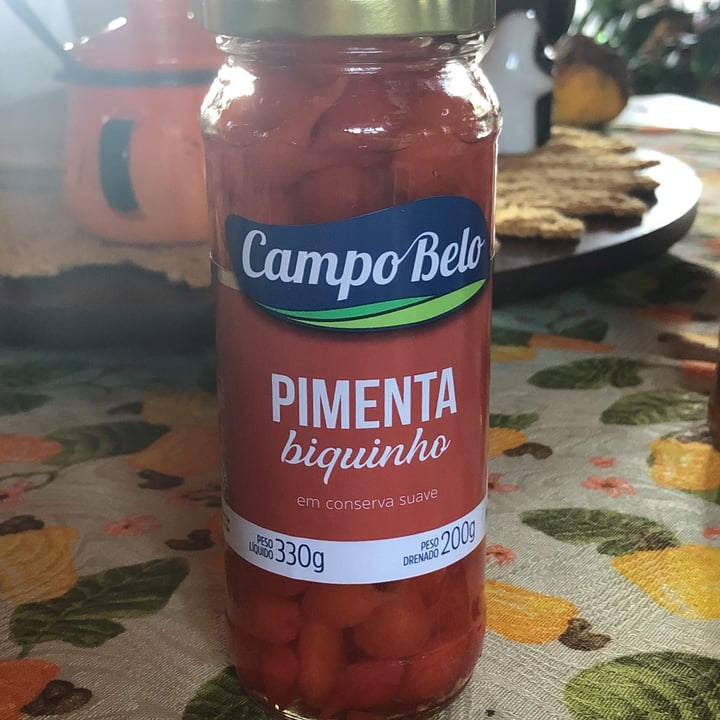 Campo Belo
PIMENTA
biquinho
em conserva suave
PESO
LÍQUIDO 330g
PESO
DRENADO 200g